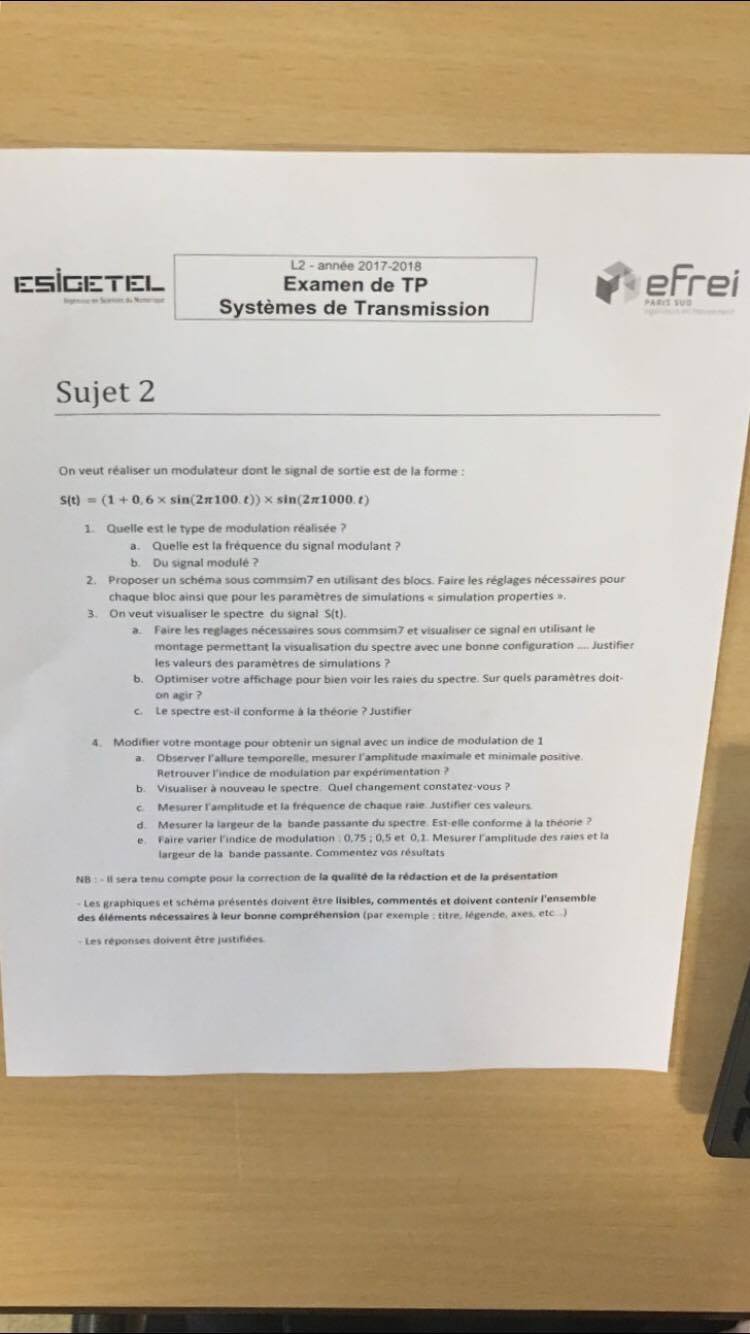 ESIGETEL
L2 - année 2017-2018
Examen de TP
Systèmes de Transmission
efrei
PARIS SUD
Sujet 2
On veut réaliser un modulateur dont le signal de sortie est de la forme :
S(t) = (1 + 0,6 × sin(2π100.t)) × sin(2π1000.t)
1. Quelle est le type de modulation réalisée ?
a. Quelle est la fréquence du signal modulant ?
b. Du signal modulé ?
2. Proposer un schéma sous commsim7 en utilisant des blocs. Faire les réglages nécessaires pour
chaque bloc ainsi que pour les paramètres de simulations « simulation properties ».
3. On veut visualiser le spectre du signal S(t).
a. Faire les reglages nécessaires sous commsim7 et visualiser ce signal en utilisant le
montage permettant la visualisation du spectre avec une bonne configuration .... Justifier
les valeurs des paramètres de simulations ?
b. Optimiser votre affichage pour bien voir les raies du spectre. Sur quels paramètres doit-
on agir ?
c. Le spectre est-il conforme à la théorie ? Justifier
4. Modifier votre montage pour obtenir un signal avec un indice de modulation de 1
a. Observer l'allure temporelle, mesurer l'amplitude maximale et minimale positive.
Retrouver l'indice de modulation par expérimentation ?
b. Visualiser à nouveau le spectre. Quel changement constatez-vous ?
c. Mesurer l'amplitude et la fréquence de chaque raie. Justifier ces valeurs.
d. Mesurer la largeur de la bande passante du spectre. Est-elle conforme à la théorie ?
e. Faire varier l'indice de modulation : 0,75 ; 0,5 et 0,1. Mesurer l'amplitude des raies et la
largeur de la bande passante. Commentez vos résultats
NB : - Il sera tenu compte pour la correction de la qualité de la rédaction et de la présentation
- Les graphiques et schéma présentés doivent être lisibles, commentés et doivent contenir l'ensemble
des éléments nécessaires à leur bonne compréhension (par exemple : titre, légende, axes, etc...)
- Les réponses doivent être justifiées.